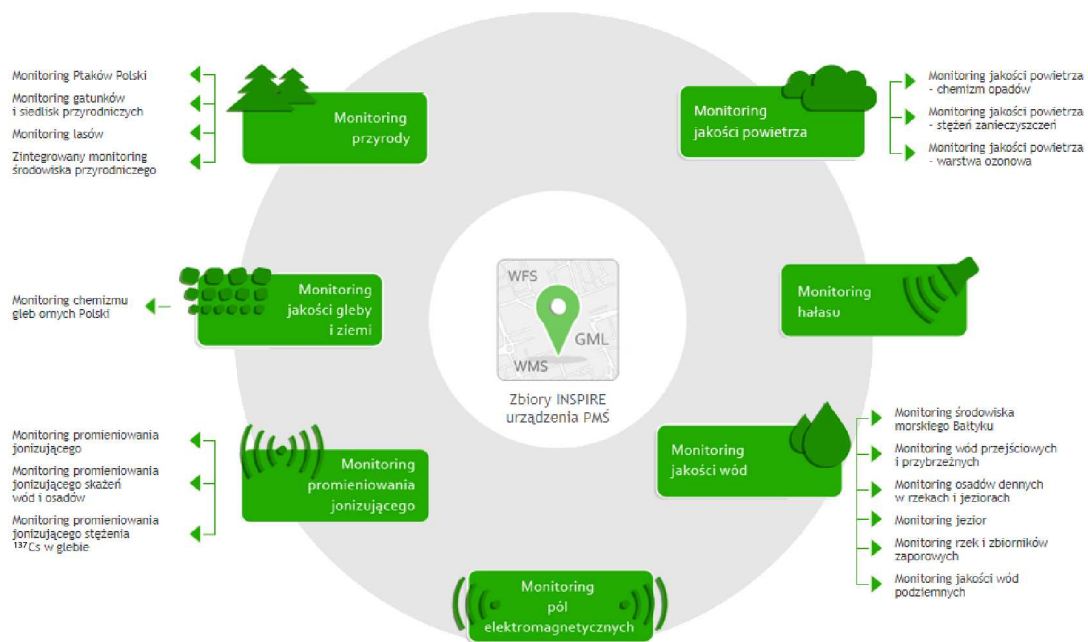 Monitoring Ptaków Polski
Monitoring gatunków
i siedlisk przyrodniczych
Monitoring lasów
Zintegrowany monitoring
środowiska przyrodniczego
Monitoring
przyrody
Monitoring
jakości powietrza
Monitoring jakości powietrza
- chemizm opadów
Monitoring jakości powietrza
- stężeń zanieczyszczeń
Monitoring jakości powietrza
- warstwa ozonowa
Monitoring chemizmu
gleb ornych Polski
Monitoring
jakości gleby
i ziemi
WFS
GML
WMS
Zbiory INSPIRE
urządzenia PMŚ
Monitoring
hałasu
Monitoring promieniowania
jonizującego
Monitoring promieniowania
jonizującego skażeń
wód i osadów
Monitoring promieniowania
jonizującego stężenia
¹³⁷Cs w glebie
Monitoring
promieniowania
jonizującego
Monitoring
jakości wód
Monitoring środowiska
morskiego Bałtyku
Monitoring wód przejściowych
i przybrzeżnych
Monitoring osadów dennych
w rzekach i jeziorach
Monitoring jezior
Monitoring rzek i zbiorników
zaporowych
Monitoring jakości wód
podziemnych
Monitoring
pól
elektromagnetycznych